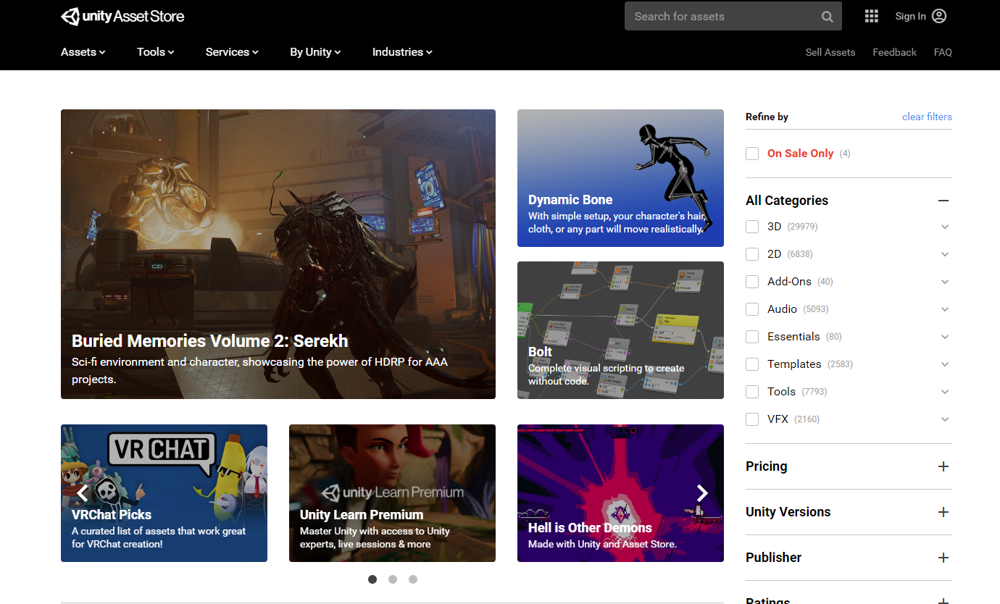 unity Asset Store
Search for assets
Sign In
Assets
Tools
Services
By Unity
Industries
Sell Assets
Feedback
FAQ
Buried Memories Volume 2: Serekh
Sci-fi environment and character, showcasing the power of HDRP for AAA
projects.
Dynamic Bone
With simple setup, your character's hair,
cloth, or any part will move realistically.
Bolt
Complete visual scripting to create
without code.
VRCHAT
VRChat Picks
A curated list of assets that work great
for VRChat creation!
unity Learn Premium
Unity Learn Premium
Master Unity with access to Unity
experts, live sessions & more
Hell is Other Demons
Made with Unity and Asset Store.
Refine by
clear filters
On Sale Only (4)
All Categories
3D (29979)
2D (6838)
Add-Ons (40)
Audio (5093)
Essentials (80)
Templates (2583)
Tools (7793)
VFX (2160)
Pricing
Unity Versions
Publisher
Ratings